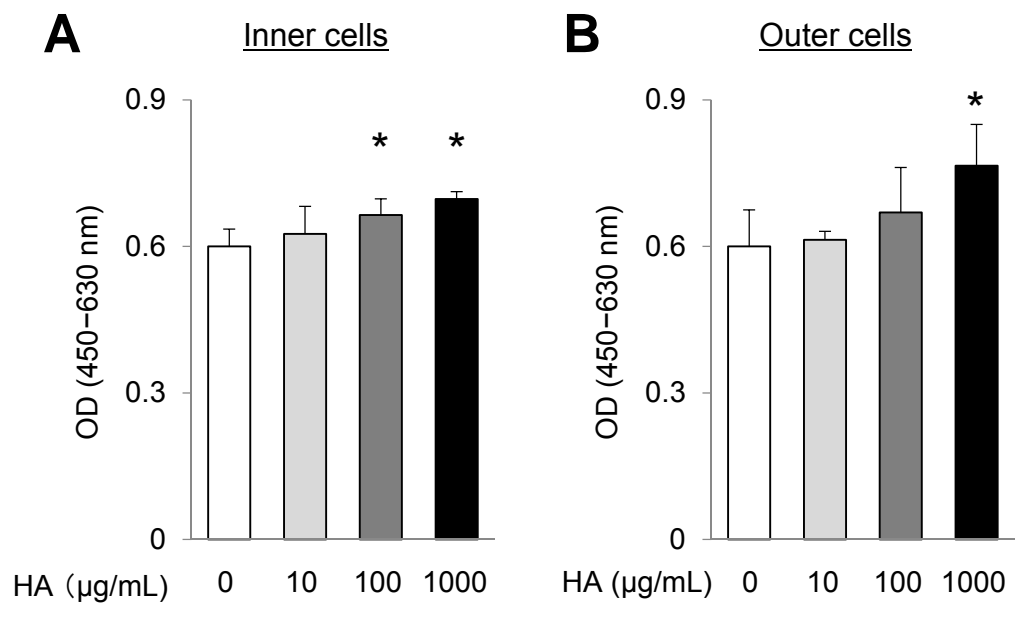 A
Inner cells
*
*
0.9
0.6
0.3
0
OD (450−630 nm)
HA（µg/mL) 0 10 100 1000
B
Outer cells
*
0.9
0.6
0.3
0
OD (450−630 nm)
HA (µg/mL) 0 10 100 1000